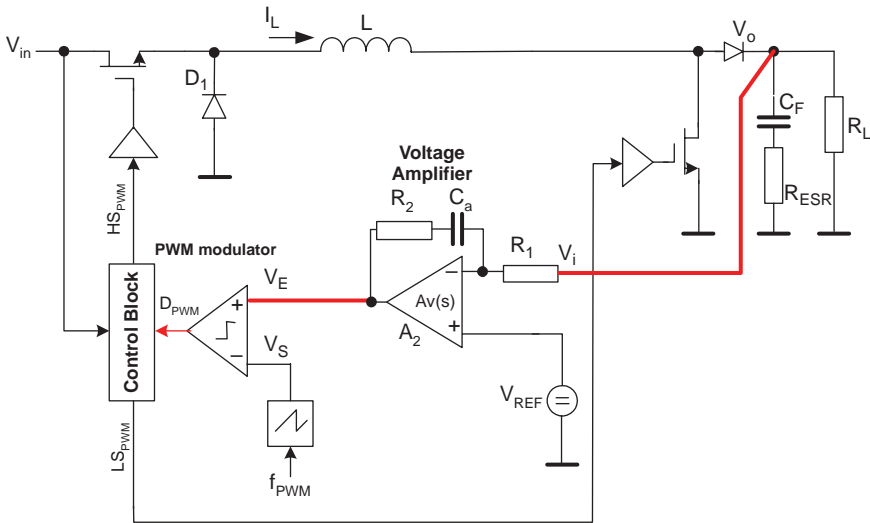 I_L
L
V_o
V_in
D_1
C_F
R_L
Voltage
Amplifier
R_2
C_a
R_ESR
HS_PWM
R_1
V_i
PWM modulator
V_E
−
Av(s)
+
D_PWM
+
Control Block
A_2
V_S
−
V_REF
=
LS_PWM
f_PWM